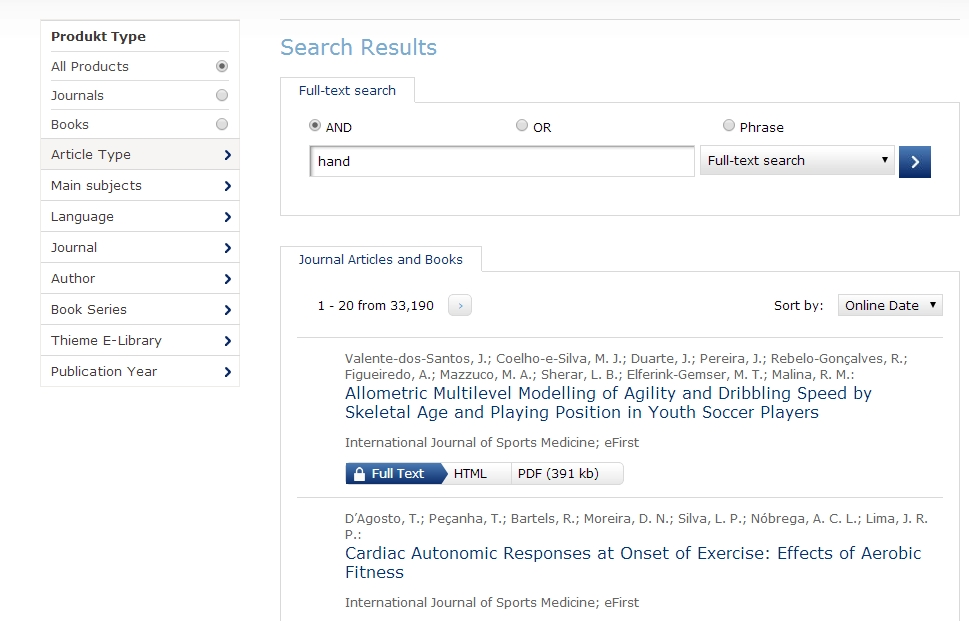 Produkt Type
All Products
Journals
Books
Article Type
Main subjects
Language
Journal
Author
Book Series
Thieme E-Library
Publication Year
Search Results
Full-text search
AND
OR
Phrase
hand
Full-text search
Journal Articles and Books
1 - 20 from 33,190
Sort by:
Online Date
Valente-dos-Santos, J.; Coelho-e-Silva, M. J.; Duarte, J.; Pereira, J.; Rebelo-Gonçalves, R.;
Figueiredo, A.; Mazzuco, M. A.; Sherar, L. B.; Elferink-Gemser, M. T.; Malina, R. M.:
Allometric Multilevel Modelling of Agility and Dribbling Speed by
Skeletal Age and Playing Position in Youth Soccer Players
International Journal of Sports Medicine; eFirst
Full Text
HTML
PDF (391 kb)
D´Agosto, T.; Peçanha, T.; Bartels, R.; Moreira, D. N.; Silva, L. P.; Nóbrega, A. C. L.; Lima, J. R.
P.:
Cardiac Autonomic Responses at Onset of Exercise: Effects of Aerobic
Fitness
International Journal of Sports Medicine; eFirst